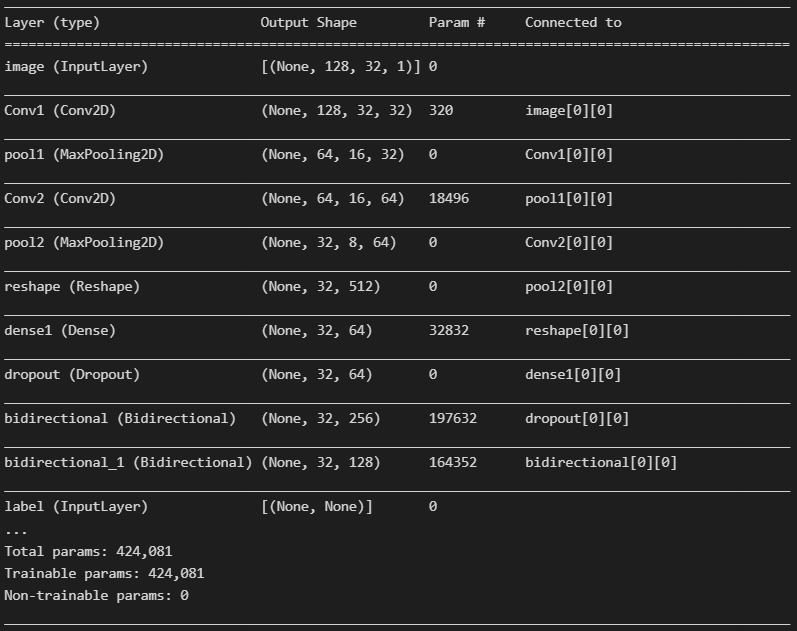 Layer (type) Output Shape Param # Connected to
==================================================================================================
image (InputLayer) [(None, 128, 32, 1)] 0
Conv1 (Conv2D) (None, 128, 32, 32) 320 image[0][0]
pool1 (MaxPooling2D) (None, 64, 16, 32) 0 Conv1[0][0]
Conv2 (Conv2D) (None, 64, 16, 64) 18496 pool1[0][0]
pool2 (MaxPooling2D) (None, 32, 8, 64) 0 Conv2[0][0]
reshape (Reshape) (None, 32, 512) 0 pool2[0][0]
dense1 (Dense) (None, 32, 64) 32832 reshape[0][0]
dropout (Dropout) (None, 32, 64) 0 dense1[0][0]
bidirectional (Bidirectional) (None, 32, 256) 197632 dropout[0][0]
bidirectional_1 (Bidirectional) (None, 32, 128) 164352 bidirectional[0][0]
label (InputLayer) [(None, None)] 0
...
Total params: 424,081
Trainable params: 424,081
Non-trainable params: 0